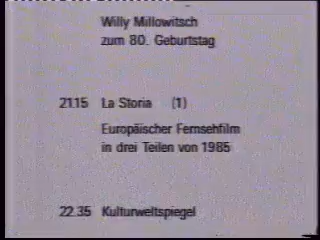 Willy Millowitsch
zum 80. Geburtstag
21.15 La Storia (1)
Europäischer Fernsehfilm
in drei Teilen von 1985
22.35 Kulturweltspiegel